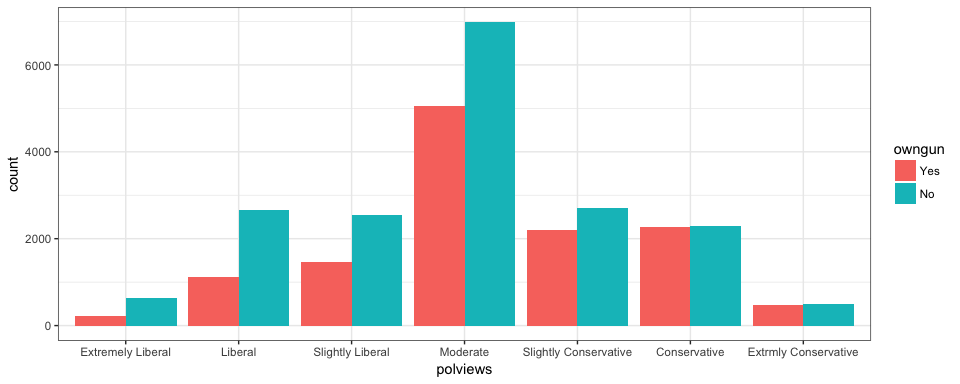 6000
4000
2000
0
count
Extremely Liberal
Liberal
Slightly Liberal
Moderate
Slightly Conservative
Conservative
Extrmly Conservative
polviews
owngun
Yes
No